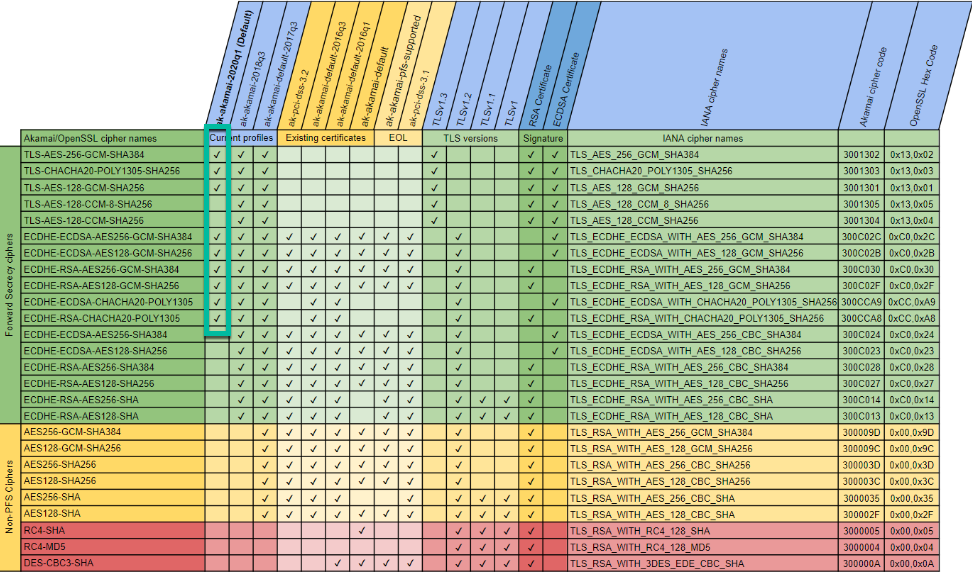 ak-akamai-2020q1 (Default)
ak-akamai-2018q3
ak-akamai-default-2017q3
ak-pci-dss-3.2
ak-akamai-default-2016q3
ak-akamai-default-2016q1
ak-akamai-default
ak-akamai-pfs-supported
ak-pci-dss-3.1
TLSv1.3
TLSv1.2
TLSv1.1
TLSv1
RSA Certificate
ECDSA Certificate
IANA cipher names
Akamai cipher code
OpenSSL Hex Code
Akamai/OpenSSL cipher names Current profiles Existing certificates EOL TLS versions Signature IANA cipher names
Forward Secrecy ciphers
TLS-AES-256-GCM-SHA384 TLS_AES_256_GCM_SHA384 3001302 0x13,0x02
TLS-CHACHA20-POLY1305-SHA256 TLS_CHACHA20_POLY1305_SHA256 3001303 0x13,0x03
TLS-AES-128-GCM-SHA256 TLS_AES_128_GCM_SHA256 3001301 0x13,0x01
TLS-AES-128-CCM-8-SHA256 TLS_AES_128_CCM_8_SHA256 3001305 0x13,0x05
TLS-AES-128-CCM-SHA256 TLS_AES_128_CCM_SHA256 3001304 0x13,0x04
ECDHE-ECDSA-AES256-GCM-SHA384 TLS_ECDHE_ECDSA_WITH_AES_256_GCM_SHA384 300C02C 0xC0,0x2C
ECDHE-ECDSA-AES128-GCM-SHA256 TLS_ECDHE_ECDSA_WITH_AES_128_GCM_SHA256 300C02B 0xC0,0x2B
ECDHE-RSA-AES256-GCM-SHA384 TLS_ECDHE_RSA_WITH_AES_256_GCM_SHA384 300C030 0xC0,0x30
ECDHE-RSA-AES128-GCM-SHA256 TLS_ECDHE_RSA_WITH_AES_128_GCM_SHA256 300C02F 0xC0,0x2F
ECDHE-ECDSA-CHACHA20-POLY1305 TLS_ECDHE_ECDSA_WITH_CHACHA20_POLY1305_SHA256 300CCA9 0xCC,0xA9
ECDHE-RSA-CHACHA20-POLY1305 TLS_ECDHE_RSA_WITH_CHACHA20_POLY1305_SHA256 300CCA8 0xCC,0xA8
ECDHE-ECDSA-AES256-SHA384 TLS_ECDHE_ECDSA_WITH_AES_256_CBC_SHA384 300C024 0xC0,0x24
ECDHE-ECDSA-AES128-SHA256 TLS_ECDHE_ECDSA_WITH_AES_128_CBC_SHA256 300C023 0xC0,0x23
ECDHE-RSA-AES256-SHA384 TLS_ECDHE_RSA_WITH_AES_256_CBC_SHA384 300C028 0xC0,0x28
ECDHE-RSA-AES128-SHA256 TLS_ECDHE_RSA_WITH_AES_128_CBC_SHA256 300C027 0xC0,0x27
ECDHE-RSA-AES256-SHA TLS_ECDHE_RSA_WITH_AES_256_CBC_SHA 300C014 0xC0,0x14
ECDHE-RSA-AES128-SHA TLS_ECDHE_RSA_WITH_AES_128_CBC_SHA 300C013 0xC0,0x13
Non-PFS Ciphers
AES256-GCM-SHA384 TLS_RSA_WITH_AES_256_GCM_SHA384 300009D 0x00,0x9D
AES128-GCM-SHA256 TLS_RSA_WITH_AES_128_GCM_SHA256 300009C 0x00,0x9C
AES256-SHA256 TLS_RSA_WITH_AES_256_CBC_SHA256 300003D 0x00,0x3D
AES128-SHA256 TLS_RSA_WITH_AES_128_CBC_SHA256 300003C 0x00,0x3C
AES256-SHA TLS_RSA_WITH_AES_256_CBC_SHA 3000035 0x00,0x35
AES128-SHA TLS_RSA_WITH_AES_128_CBC_SHA 300002F 0x00,0x2F
RC4-SHA TLS_RSA_WITH_RC4_128_SHA 3000005 0x00,0x05
RC4-MD5 TLS_RSA_WITH_RC4_128_MD5 3000004 0x00,0x04
DES-CBC3-SHA TLS_RSA_WITH_3DES_EDE_CBC_SHA 300000A 0x00,0x0A